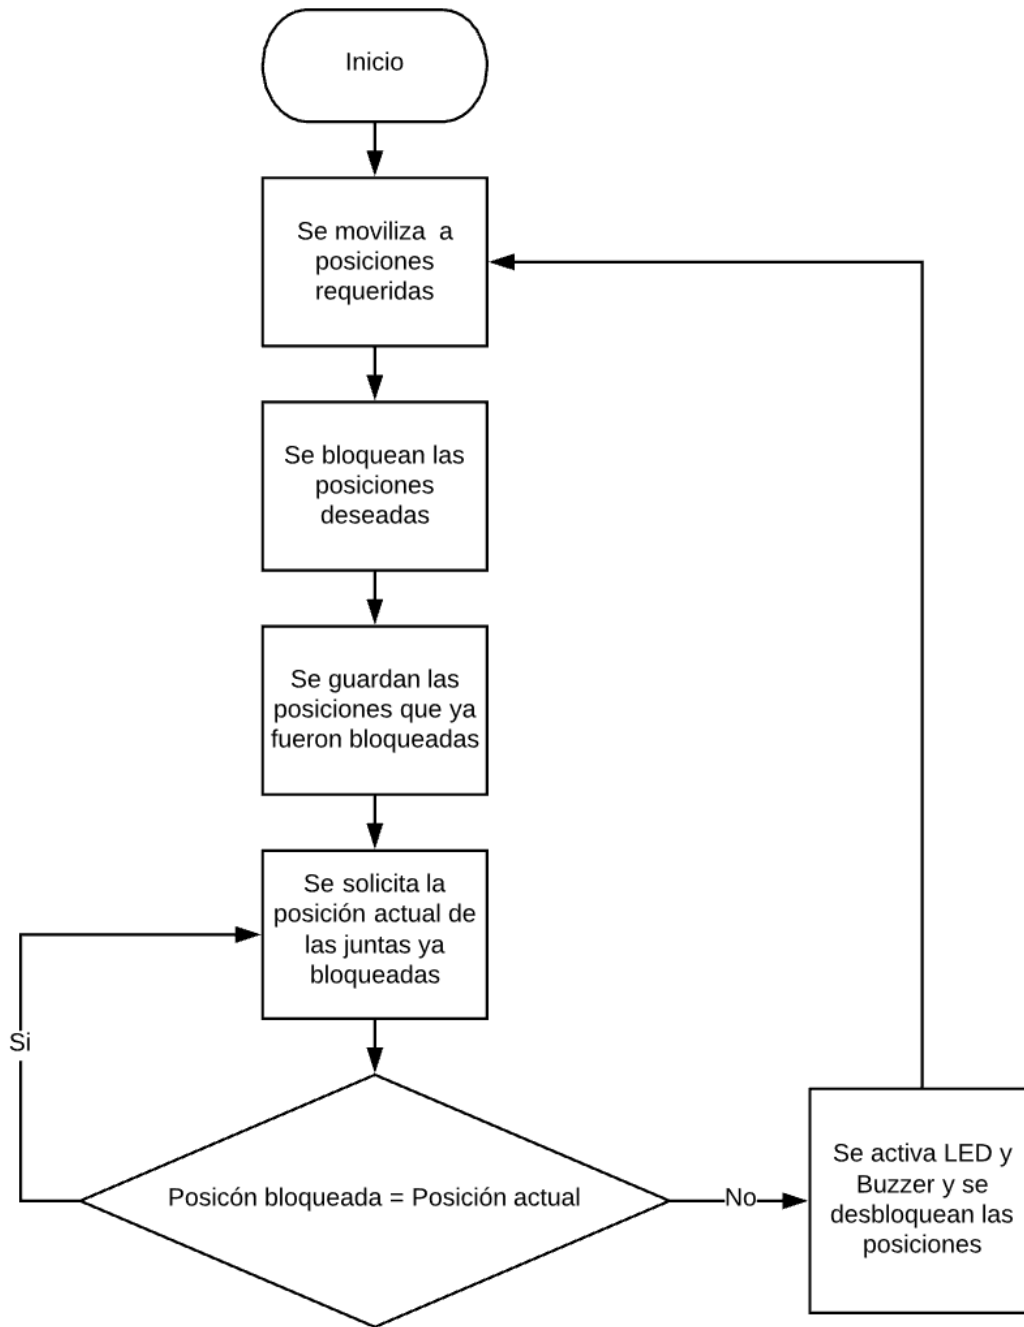 Inicio
Se moviliza  a
posiciones
requeridas
Se bloquean las
posiciones
deseadas
Se guardan las
posiciones que ya
fueron bloqueadas
Se solicita la
posición actual de
las juntas ya
bloqueadas
Si
Posicón bloqueada = Posición actual
No
Se activa LED y
Buzzer y se
desbloquean las
posiciones